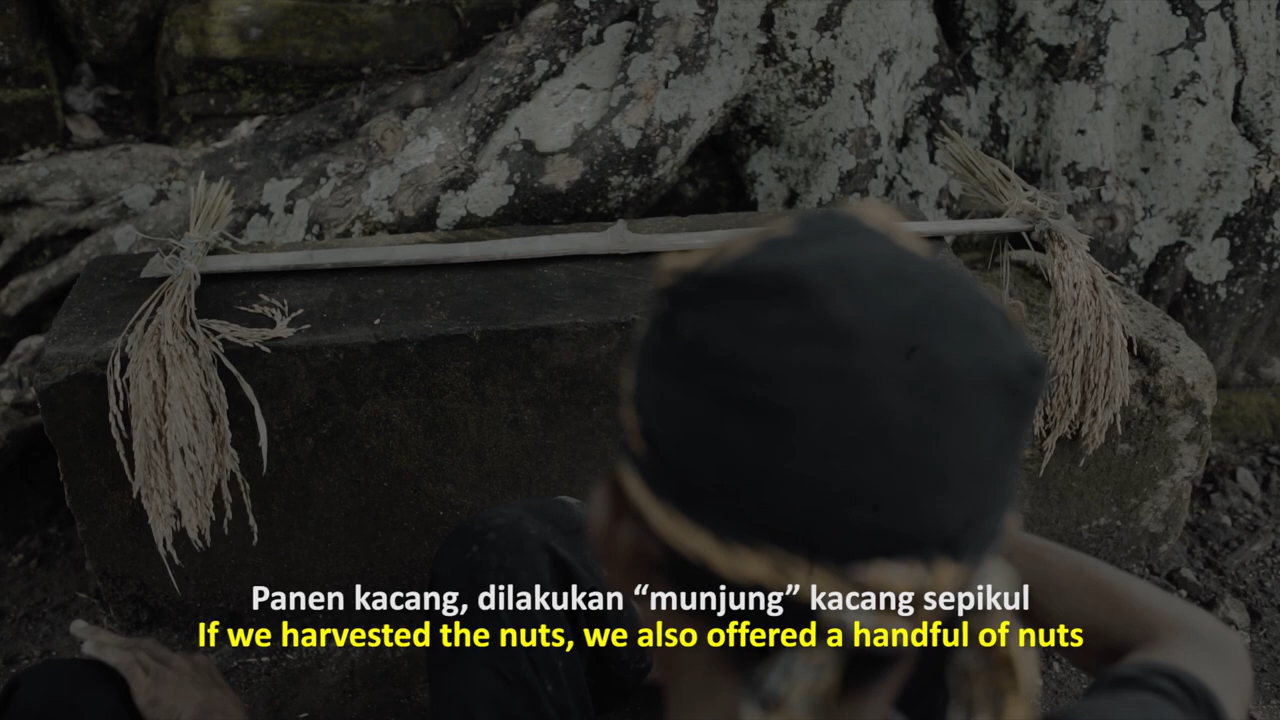 Panen kacang, dilakukan “munjung” kacang sepikul
If we harvested the nuts, we also offered a handful of nuts